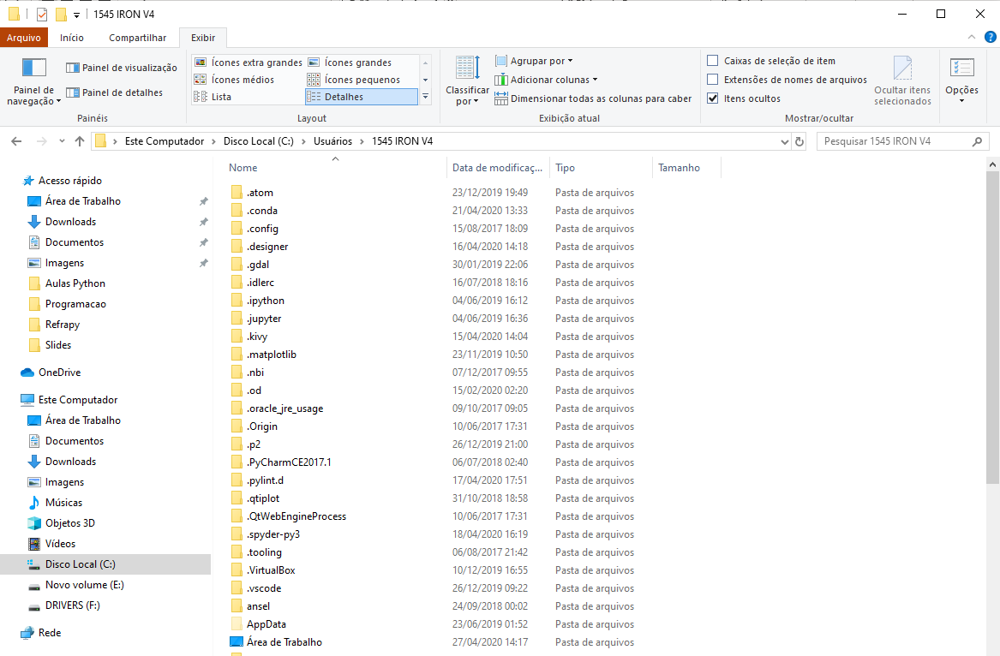 1545 IRON V4
Arquivo Início Compartilhar Exibir
Painel de navegação
Painel de visualização
Painel de detalhes
Painéis
Ícones extra grandes Ícones grandes
Ícones médios Ícones pequenos
Lista Detalhes
Layout
Classificar por
Agrupar por
Adicionar colunas
Dimensionar todas as colunas para caber
Exibição atual
Caixas de seleção de item
Extensões de nomes de arquivos
Itens ocultos
Ocultar itens selecionados
Mostrar/ocultar
Opções
Este Computador > Disco Local (C:) > Usuários > 1545 IRON V4
Pesquisar 1545 IRON V4
Acesso rápido
Área de Trabalho
Downloads
Documentos
Imagens
Aulas Python
Programacao
Refrapy
Slides
OneDrive
Este Computador
Área de Trabalho
Documentos
Downloads
Imagens
Músicas
Objetos 3D
Vídeos
Disco Local (C:)
Novo volume (E:)
DRIVERS (F:)
Rede
Nome Data de modificaç... Tipo Tamanho
.atom 23/12/2019 19:49 Pasta de arquivos
.conda 21/04/2020 13:33 Pasta de arquivos
.config 15/08/2017 18:09 Pasta de arquivos
.designer 16/04/2020 14:18 Pasta de arquivos
.gdal 30/01/2019 22:06 Pasta de arquivos
.idlerc 16/07/2018 18:16 Pasta de arquivos
.ipython 04/06/2019 16:12 Pasta de arquivos
.jupyter 04/06/2019 16:36 Pasta de arquivos
.kivy 15/04/2020 14:04 Pasta de arquivos
.matplotlib 23/11/2019 10:50 Pasta de arquivos
.nbi 07/12/2017 09:55 Pasta de arquivos
.od 15/02/2020 02:20 Pasta de arquivos
.oracle_jre_usage 09/10/2017 09:05 Pasta de arquivos
.Origin 10/06/2017 17:31 Pasta de arquivos
.p2 26/12/2019 21:00 Pasta de arquivos
.PyCharmCE2017.1 06/07/2018 02:40 Pasta de arquivos
.pylint.d 17/04/2020 17:51 Pasta de arquivos
.qtiplot 31/10/2018 18:58 Pasta de arquivos
.QtWebEngineProcess 10/06/2017 17:31 Pasta de arquivos
.spyder-py3 18/04/2020 16:19 Pasta de arquivos
.tooling 06/08/2017 21:42 Pasta de arquivos
.VirtualBox 10/12/2019 16:55 Pasta de arquivos
.vscode 26/12/2019 09:22 Pasta de arquivos
ansel 24/09/2018 00:02 Pasta de arquivos
AppData 23/06/2019 01:52 Pasta de arquivos
Área de Trabalho 27/04/2020 14:17 Pasta de arquivos